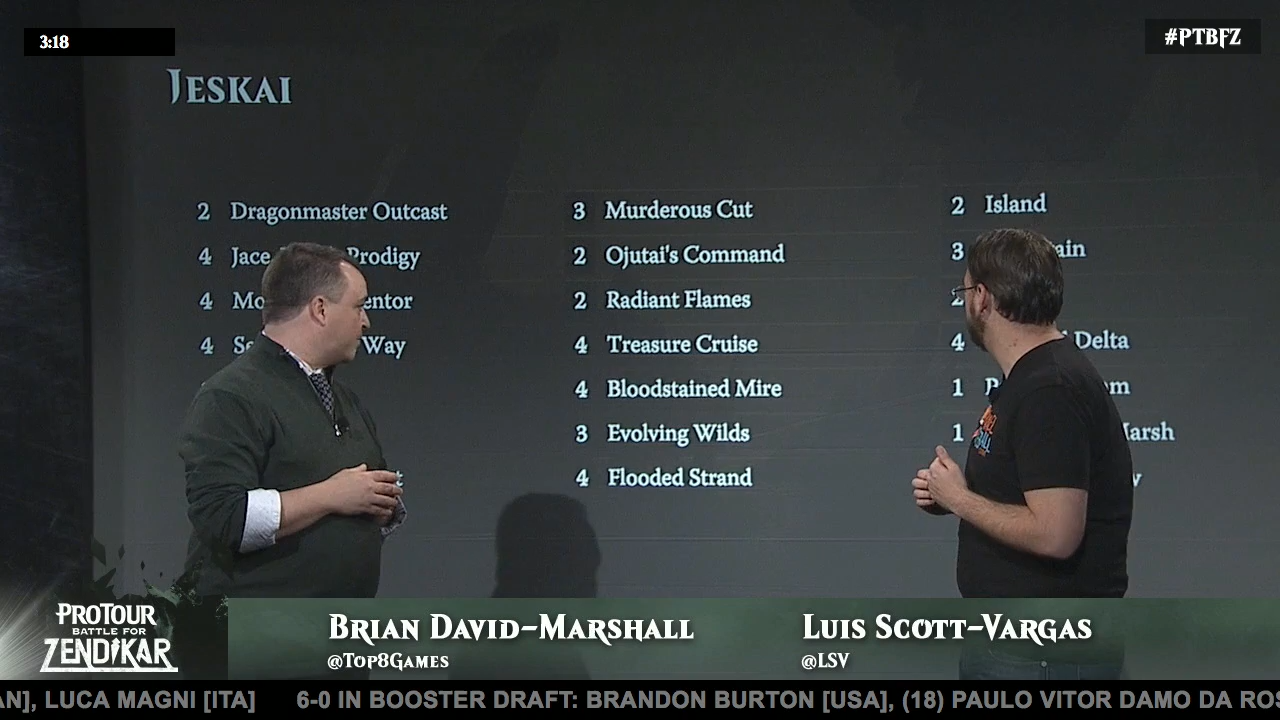 3:18
#PTBFZ
JESKAI
2 Dragonmaster Outcast
4 Jace Prodigy
4 Mo entor
4 Se Way
3 Murderous Cut
2 Ojutai's Command
2 Radiant Flames
4 Treasure Cruise
4 Bloodstained Mire
3 Evolving Wilds
4 Flooded Strand
2 Island
3 ain
2
4 Delta
1
1 Marsh
PROTOUR
BATTLE FOR
ZENDIKAR
BRIAN DAVID-MARSHALL
@TOP8GAMES
LUIS SCOTT-VARGAS
@LSV
AN], LUCA MAGNI [ITA] 6-0 IN BOOSTER DRAFT: BRANDON BURTON [USA], (18) PAULO VITOR DAMO DA ROS